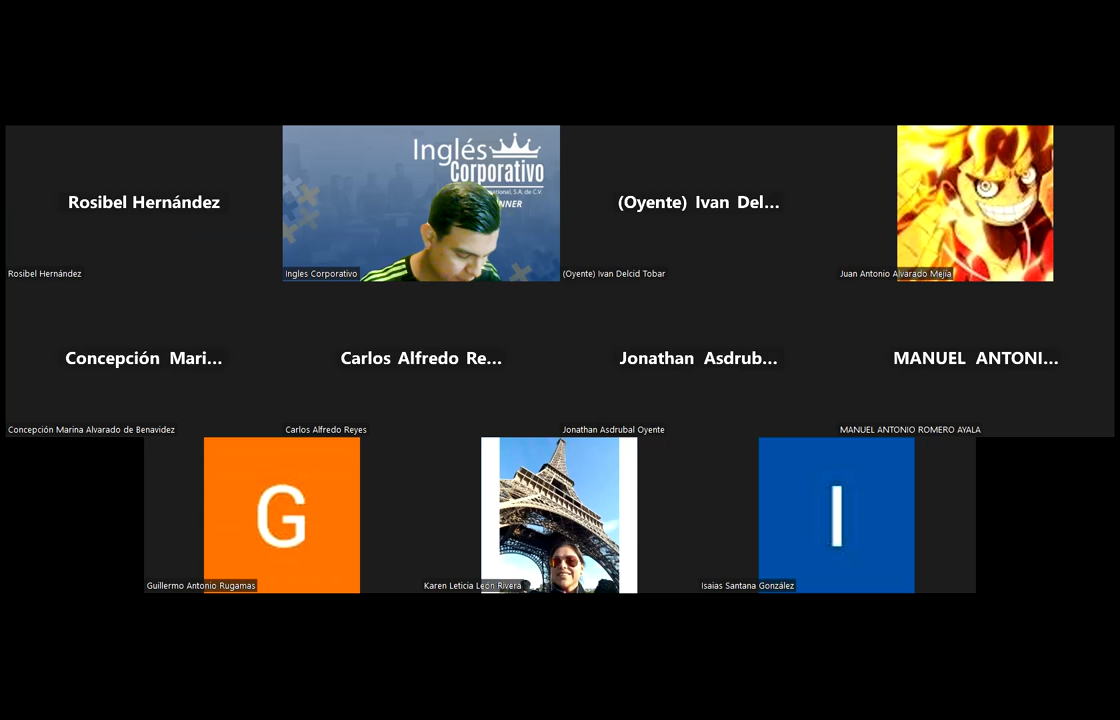 Rosibel Hernández
Rosibel Hernández
Inglés
Corporativo
national, S.A. de C.V.
NNER
Ingles Corporativo
(Oyente) Ivan Del...
(Oyente) Ivan Delcid Tobar
Juan Antonio Alvarado Mejía
Concepción Mari...
Concepción Marina Alvarado de Benavidez
Carlos Alfredo Re...
Carlos Alfredo Reyes
Jonathan Asdrub...
Jonathan Asdrubal Oyente
MANUEL ANTONI...
MANUEL ANTONIO ROMERO AYALA
G
Guillermo Antonio Rugamas
Karen Leticia León Rivera
I
Isaias Santana González